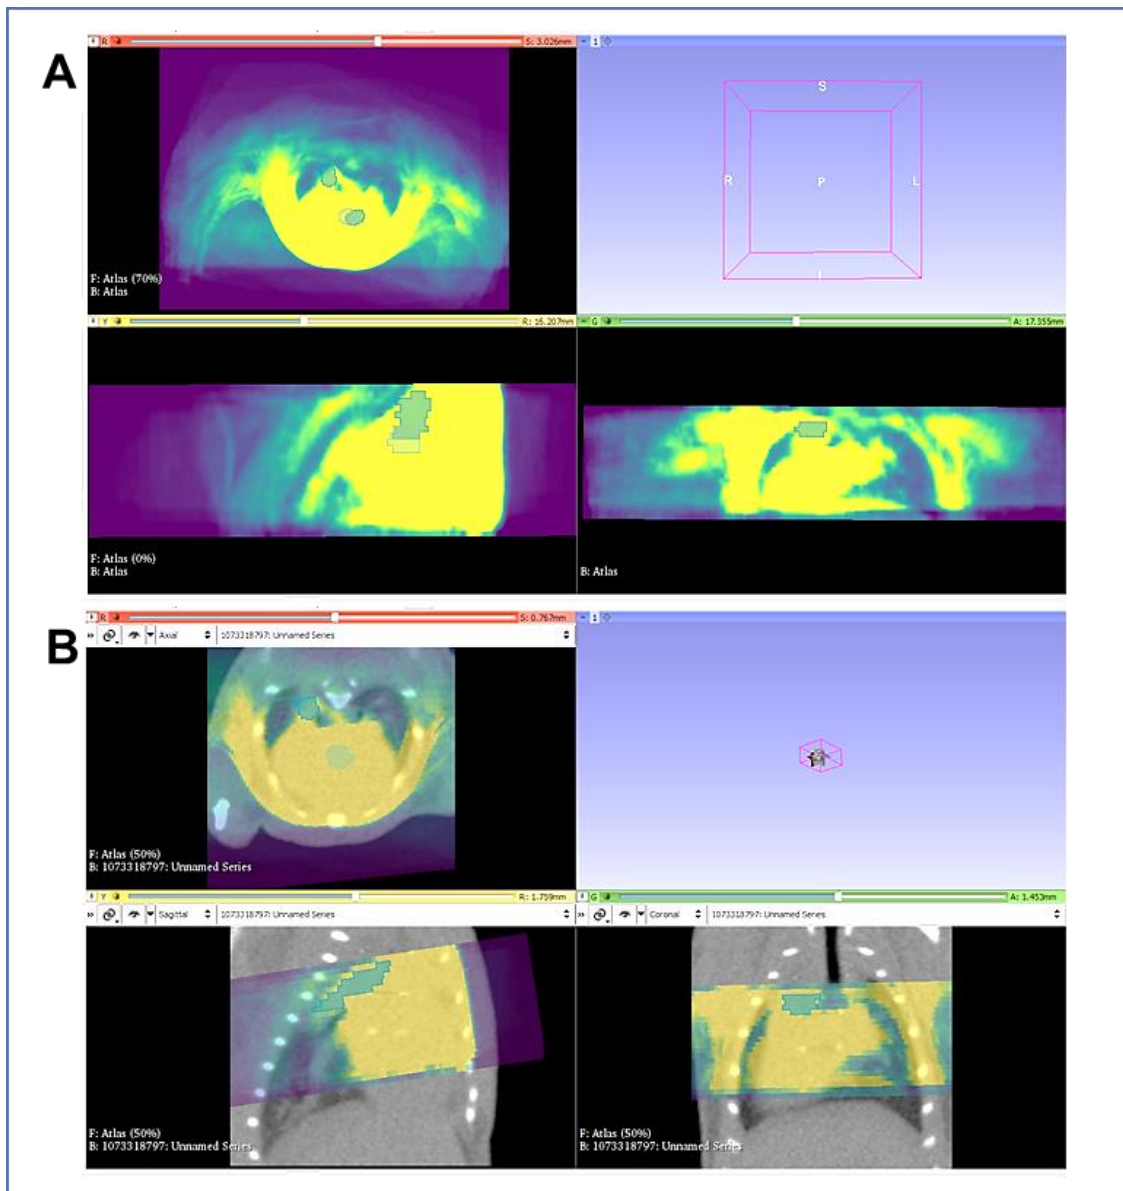 A
R S: 3.026mm
1
S
R P L
I
F: Atlas (70%)
B: Atlas
Y R: 16.207mm
G A: 17.355mm
F: Atlas (0%)
B: Atlas
B: Atlas
B
R S: 0.767mm
1
Axial 1073318797: Unnamed Series
F: Atlas (50%)
B: 1073318797: Unnamed Series
Y R: 1.759mm
G A: 1.453mm
Sagittal 1073318797: Unnamed Series
Coronal 1073318797: Unnamed Series
F: Atlas (50%)
B: 1073318797: Unnamed Series
F: Atlas (50%)
B: 1073318797: Unnamed Series